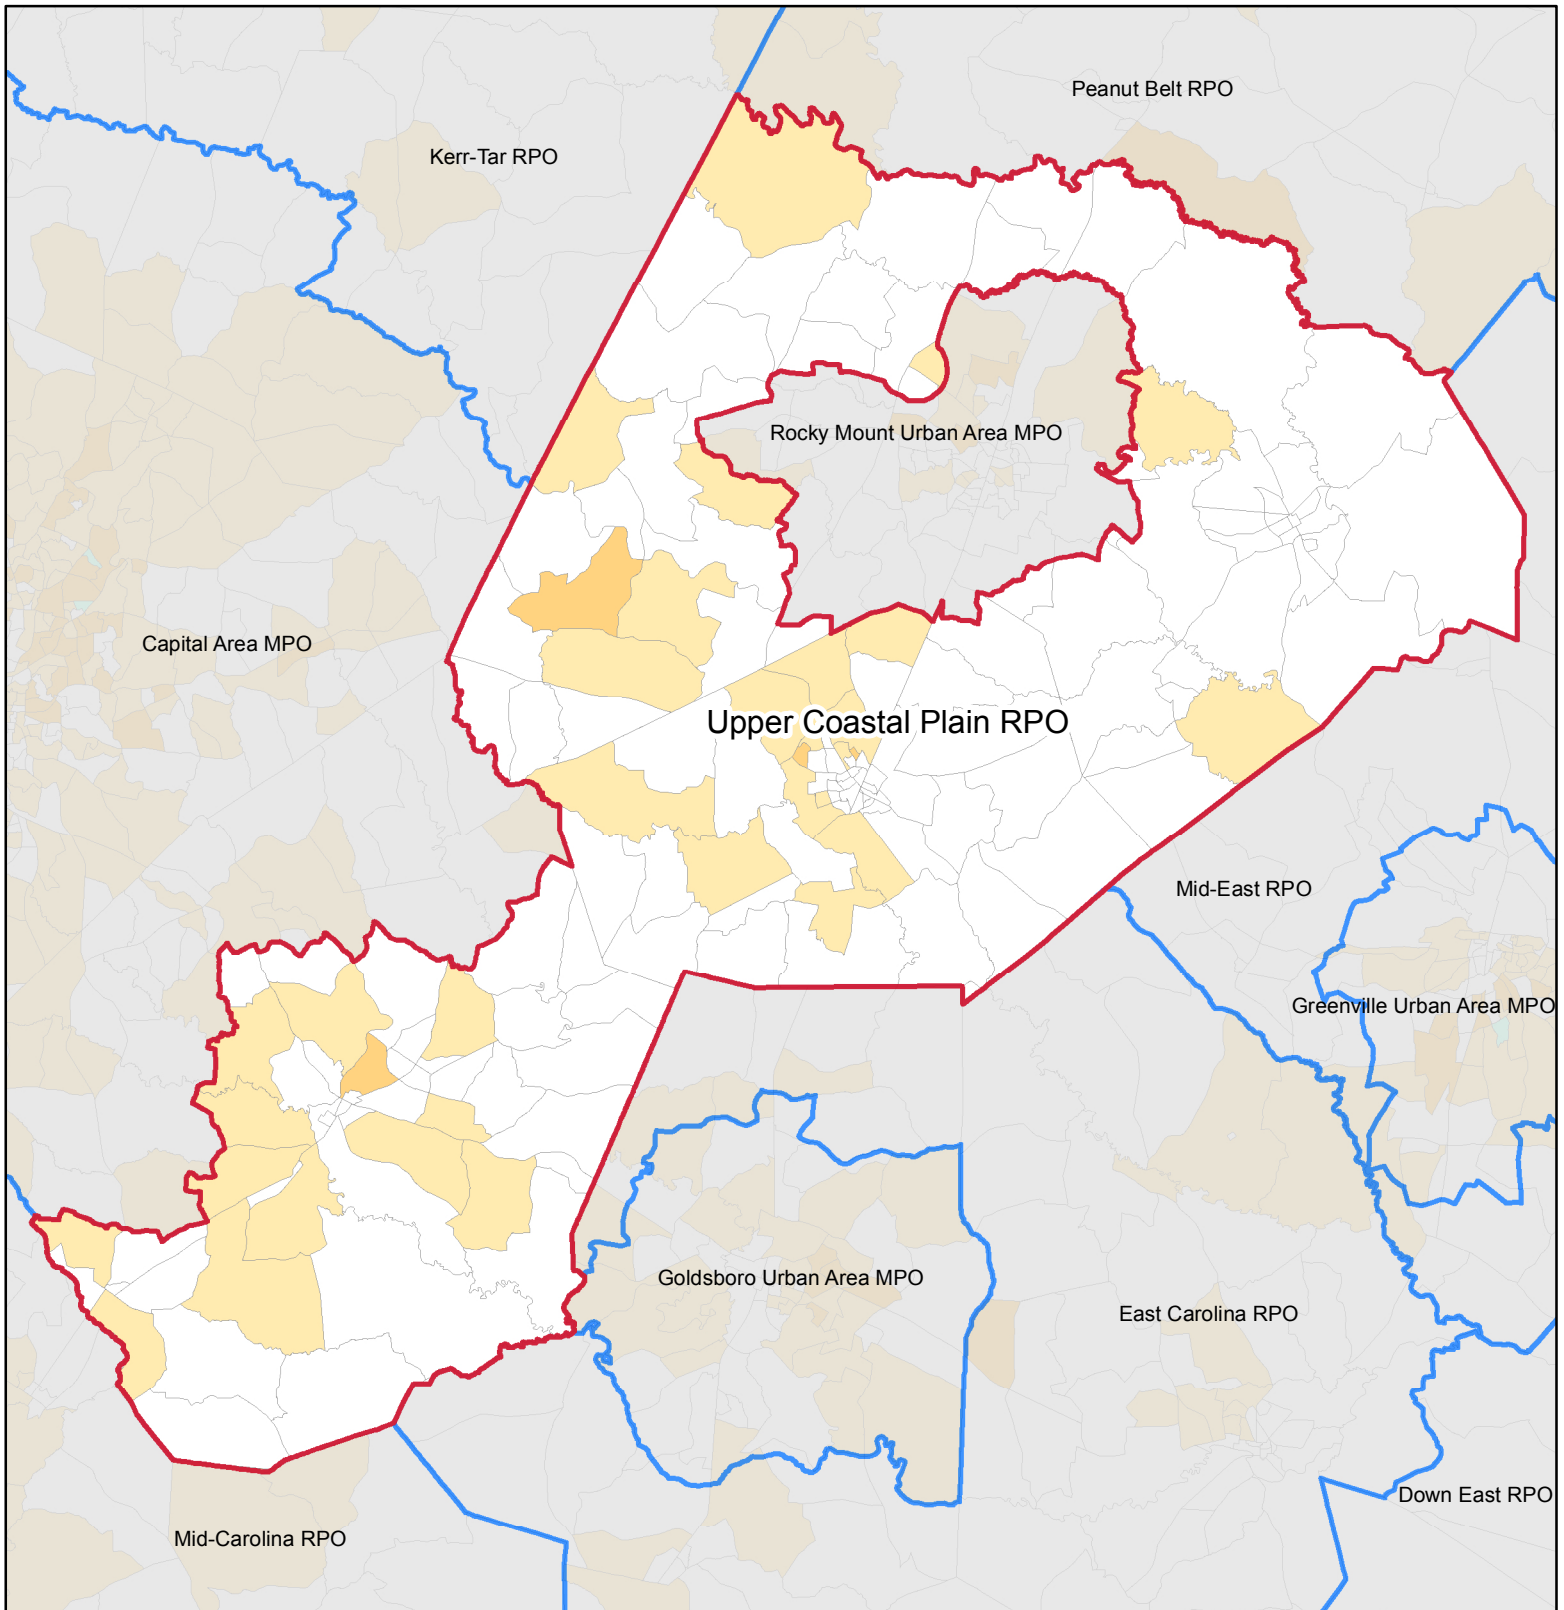 Peanut Belt RPO
Kerr-Tar RPO
Rocky Mount Urban Area MPO
Capital Area MPO
Upper Coastal Plain RPO
Mid-East RPO
Greenville Urban Area MPO
Goldsboro Urban Area MPO
East Carolina RPO
Down East RPO
Mid-Carolina RPO